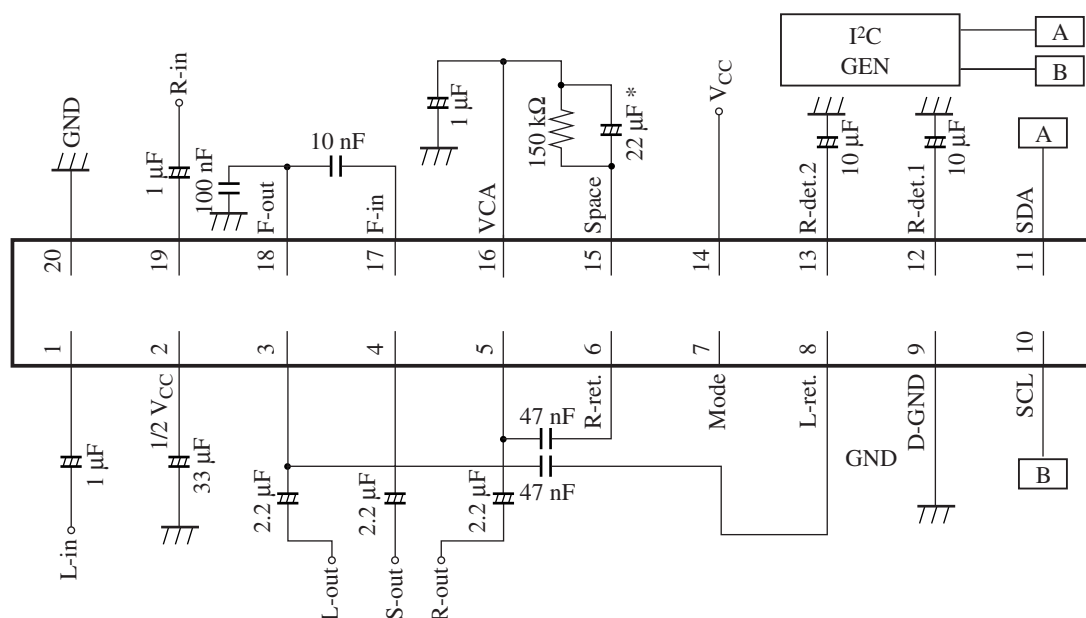 I²C
GEN
A
B
GND
R-in
1 µF
100 nF
10 nF
F-out
F-in
1 µF
VCA
150 kΩ
22 µF*
Space
VCC
10 µF
R-det.2
10 µF
R-det.1
A
SDA
20
19
18
17
16
15
14
13
12
11
1
2
3
4
5
6
7
8
9
10
1 µF
L-in
1/2 VCC
33 µF
2.2 µF
L-out
2.2 µF
S-out
2.2 µF
R-out
47 nF
47 nF
R-ret.
Mode
L-ret.
GND
D-GND
SCL
B